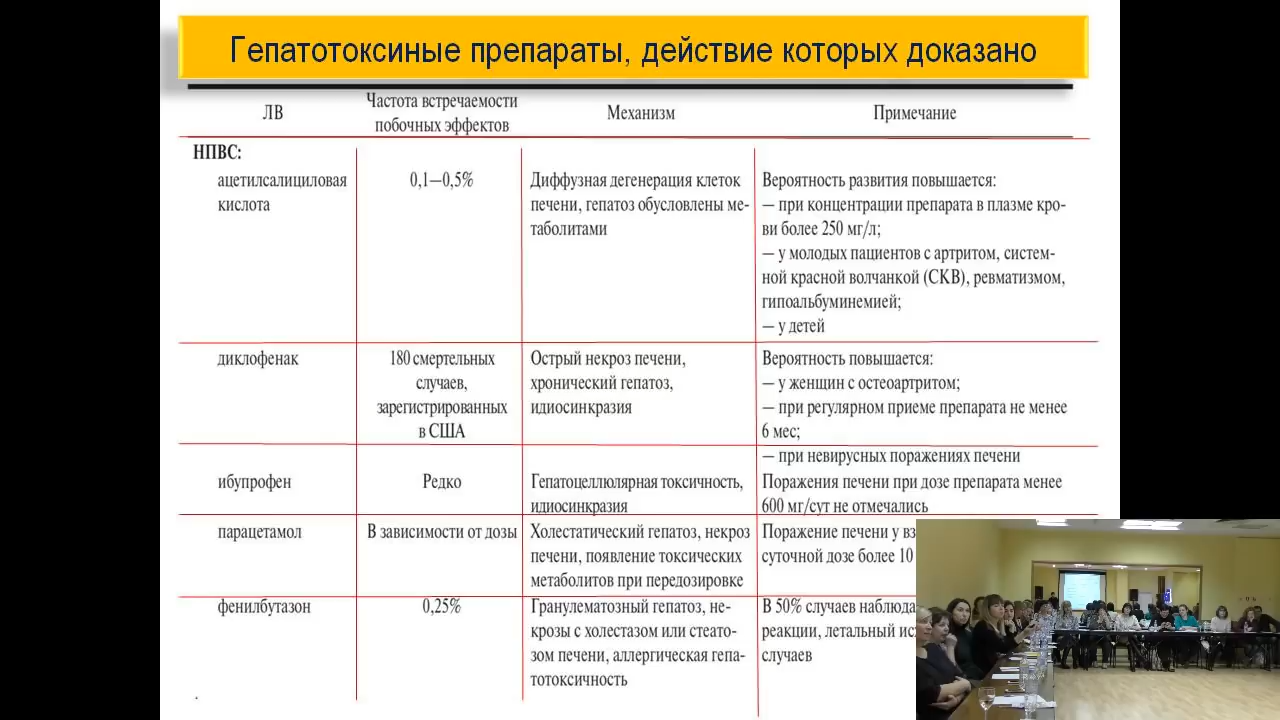 Гепатотоксиные препараты, действие которых доказано
ЛВ
Частота встречаемости
побочных эффектов
Механизм
Примечание
НПВС:
ацетилсалициловая
кислота
0,1—0,5%
Диффузная дегенерация клеток
печени, гепатоз обусловлены ме-
таболитами
Вероятность развития повышается:
— при концентрации препарата в плазме кро-
ви более 250 мг/л;
— у молодых пациентов с артритом, систем-
ной красной волчанкой (СКВ), ревматизмом,
гипоальбуминемией;
— у детей
диклофенак
180 смертельных
случаев,
зарегистрированных
в США
Острый некроз печени,
хронический гепатоз,
идиосинкразия
Вероятность повышается:
— у женщин с остеоартритом;
— при регулярном приеме препарата не менее
6 мес;
— при невирусных поражениях печени
ибупрофен
Редко
Гепатоцеллюлярная токсичность,
идиосинкразия
Поражения печени при дозе препарата менее
600 мг/сут не отмечались
парацетамол
В зависимости от дозы
Холестатический гепатоз, некроз
печени, появление токсических
метаболитов при передозировке
Поражение печени у вз
суточной дозе более 10
фенилбутазон
0,25%
Гранулематозный гепатоз, не-
крозы с холестазом или стеато-
зом печени, аллергическая гепа-
тотоксичность
В 50% случаев наблюда
реакции, летальный ис
случаев